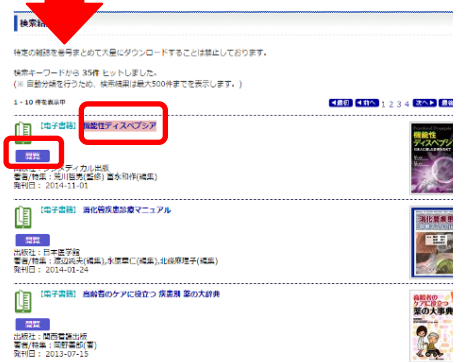 検索結
特定の雑誌を巻号まとめて大量にダウンロードすることは禁止しております。
検索キーワードから 35件 ヒットしました。
(※ 自動分類を行うため、検索結果は最大500件までを表示します。)
1 - 10 件を表示中
◀最初 ◀前へ 1 2 3 4 次へ▶ 最後
【電子書籍】 機能性ディスペプシア
閲覧
メディカル出版
著者/特集：荒川哲男(監修) 富永和作(編集)
発刊日： 2014-11-01
機能性
ディスペプシ
【電子書籍】 消化管疾患診療マニュアル
閲覧
出版社：日本医学館
著者/特集：渡辺純夫(編集),永原章仁(編集),北條麻理子(編集)
発刊日： 2014-01-24
消化管疾患
【電子書籍】 高齢者のケアに役立つ 疾患別 薬の大辞典
閲覧
出版社：関西看護出版
著者/特集：岡野善郎(著)
発刊日： 2013-07-15
高齢者の
ケアに役立つ
薬の大事典